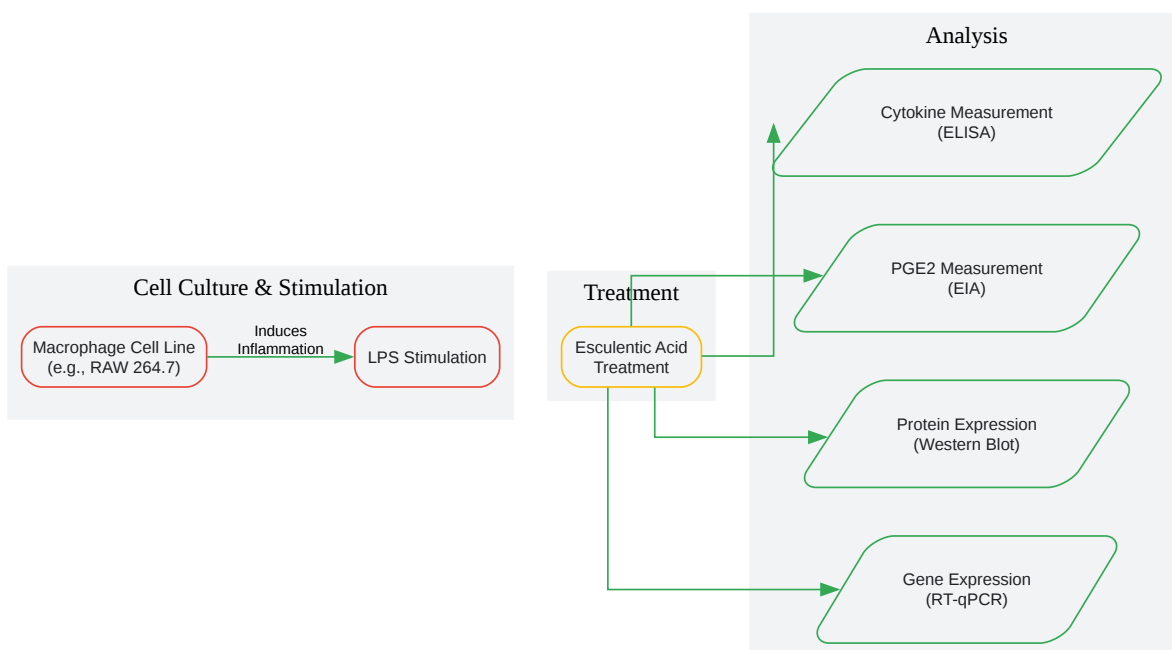 Cell Culture & Stimulation
Macrophage Cell Line
(e.g., RAW 264.7)
Induces
Inflammation
LPS Stimulation
Treatment
Esculentic Acid
Treatment
Analysis
Cytokine Measurement
(ELISA)
PGE2 Measurement
(EIA)
Protein Expression
(Western Blot)
Gene Expression
(RT-qPCR)